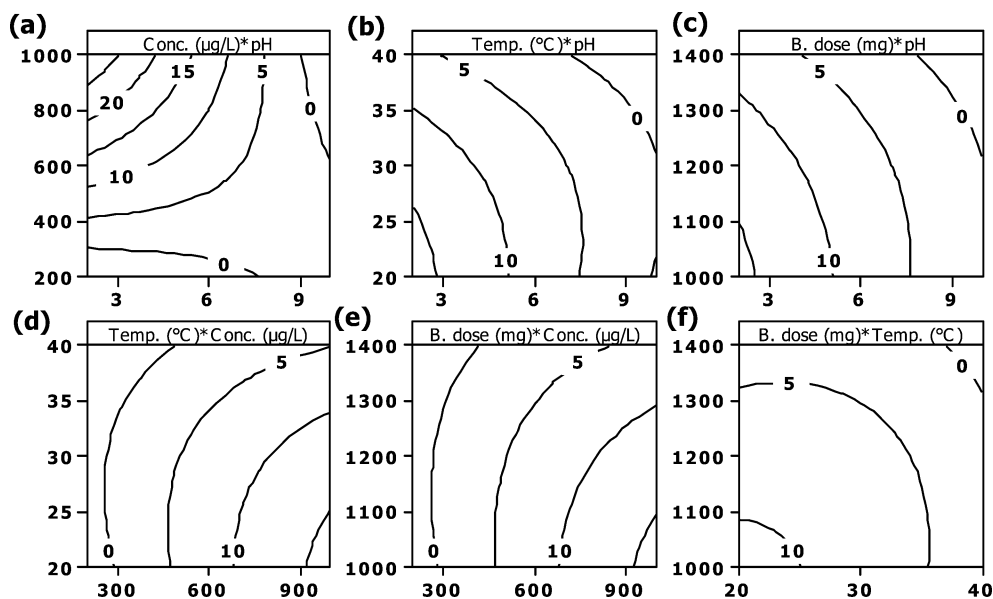 (a) (b) (c)
Conc. (µg/L)*pH Temp. (°C)*pH B. dose (mg)*pH
1000 40 1400
15 5 5 5
20
800 0 35 1300
0 0
600 30 1200
10
400 25 1100
0 10 10
200 20 1000
3 6 9 3 6 9 3 6 9
(d) (e) (f)
Temp. (°C)*Conc. (µg/L) B. dose (mg)*Conc. (µg/L) B. dose (mg)*Temp. (°C)
40 1400 1400
5 5 0
5
35 1300 1300
30 1200 1200
25 1100 1100
0 10 0 10 10
20 1000 1000
300 600 900 300 600 900 20 30 40